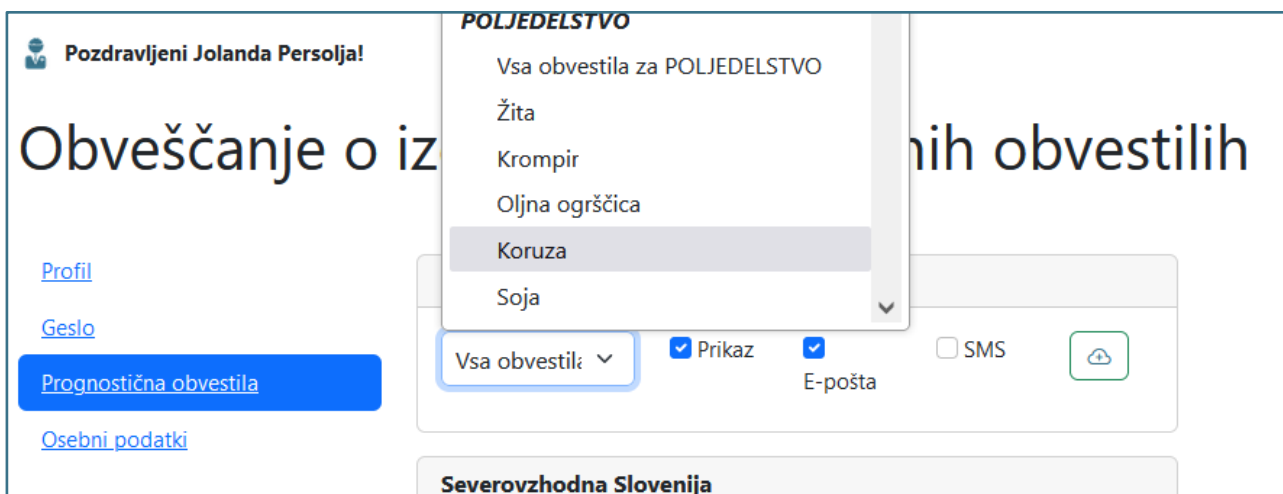 Pozdravljeni Jolanda Persolja!
Obveščanje o iz
nih obvestilih
POLJEDELSTVO
Vsa obvestila za POLJEDELSTVO
Žita
Krompir
Oljna ogrščica
Koruza
Soja
Profil
Geslo
Prognostična obvestila
Osebni podatki
Vsa obvestila
Prikaz
E-pošta
SMS
Severovzhodna Slovenija